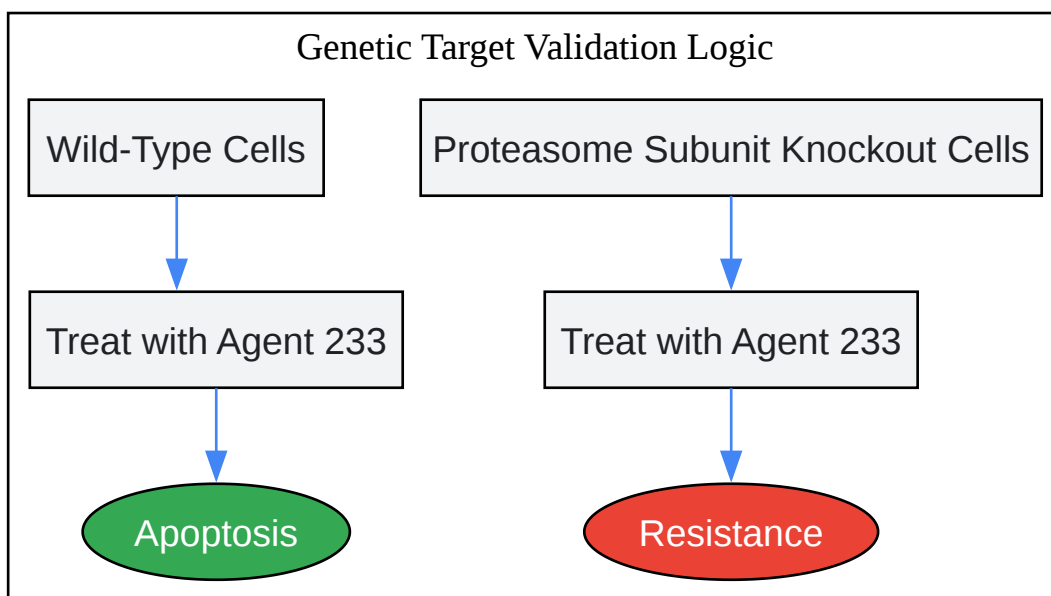 Genetic Target Validation Logic
Wild-Type Cells
Proteasome Subunit Knockout Cells
Treat with Agent 233
Treat with Agent 233
Apoptosis
Resistance